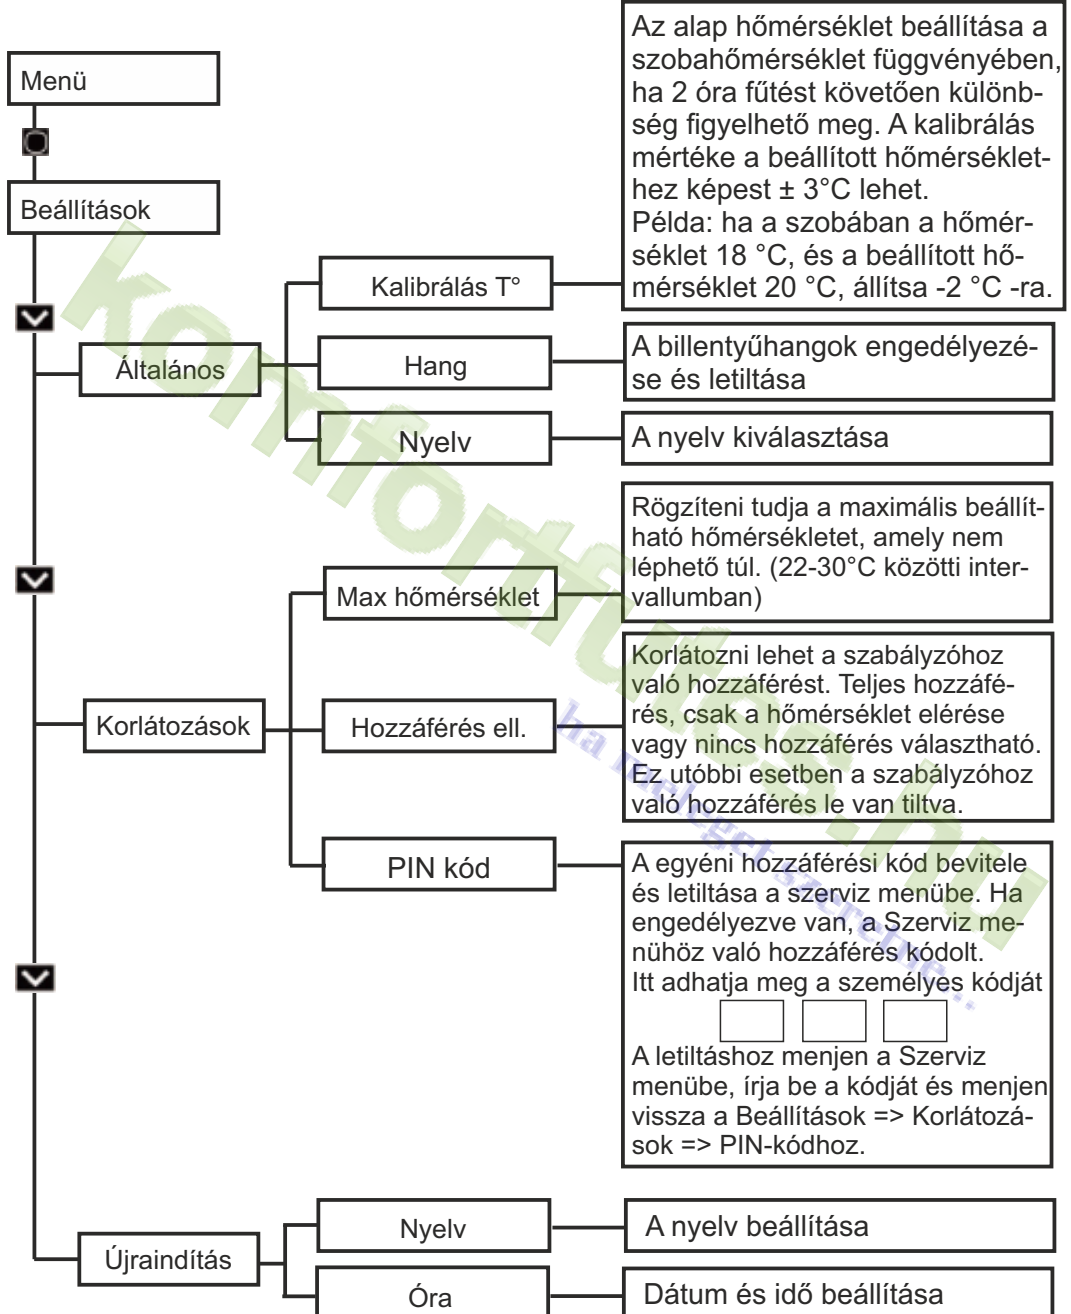 Menü
Beállítások
Általános
Kalibrálás T°
Az alap hőmérséklet beállítása a
szobahőmérséklet függvényében,
ha 2 óra fűtést követően különb-
ség figyelhető meg. A kalibrálás
mértéke a beállított hőmérséklet-
hez képest ± 3°C lehet.
Példa: ha a szobában a hőmér-
séklet 18 °C, és a beállított hő-
mérséklet 20 °C, állítsa -2 °C -ra.
Hang
A billentyűhangok engedélyezé-
se és letiltása
Nyelv
A nyelv kiválasztása
Korlátozások
Max hőmérséklet
Rögzíteni tudja a maximális beállít-
ható hőmérsékletet, amely nem
léphető túl. (22-30°C közötti inter-
vallumban)
Hozzáférés ell.
Korlátozni lehet a szabályzóhoz
való hozzáférést. Teljes hozzáfé-
rés, csak a hőmérséklet elérése
vagy nincs hozzáférés választható.
Ez utóbbi esetben a szabályzóhoz
való hozzáférés le van tiltva.
PIN kód
A egyéni hozzáférési kód bevitele
és letiltása a szerviz menübe. Ha
engedélyezve van, a Szerviz me-
nühöz való hozzáférés kódolt.
Itt adhatja meg a személyes kódját
A letiltáshoz menjen a Szerviz
menübe, írja be a kódját és menjen
vissza a Beállítások => Korlátozá-
sok => PIN-kódhoz.
Újraindítás
Nyelv
A nyelv beállítása
Óra
Dátum és idő beállítása
komfortfutes.hu
ha meleget szeretne...